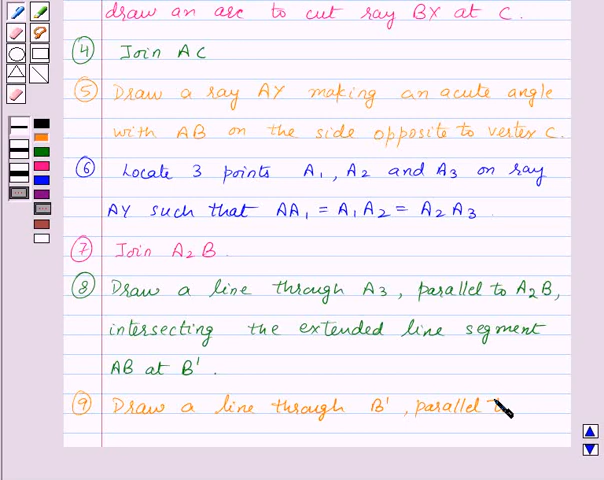 draw an arc to cut ray BX at C.
④ Join AC
⑤ Draw a ray AY making an acute angle
with AB on the side opposite to vertex C.
⑥ Locate 3 points A₁, A₂ and A₃ on ray
AY such that AA₁ = A₁A₂ = A₂A₃
⑦ Join A₂B.
⑧ Draw a line through A₃, parallel to A₂B,
intersecting the extended line segment
AB at B'.
⑨ Draw a line through B', parallel